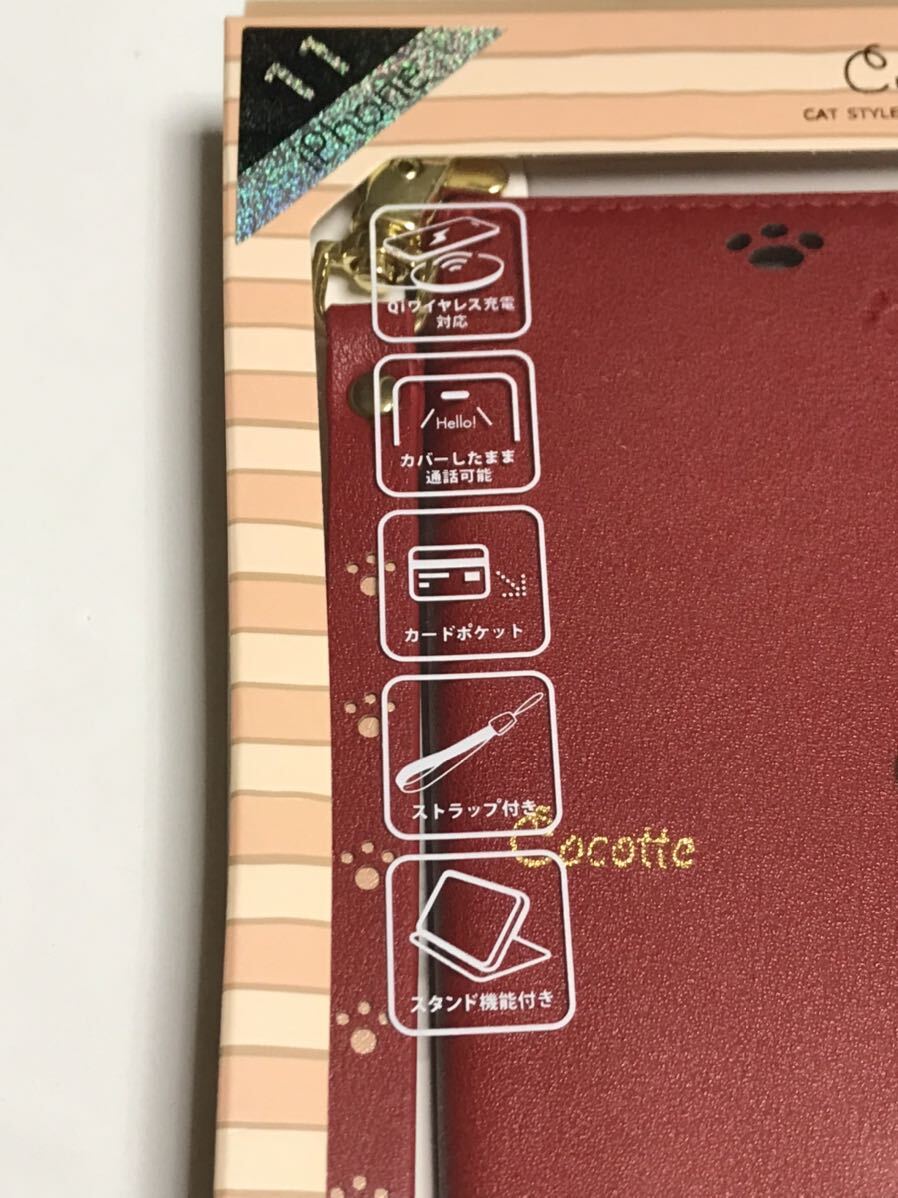 11
iPhone
CAT STYLE
Qiワイヤレス充電
対応
Hello!
カバーしたまま
通話可能
カードポケット
ストラップ付き
Cocotte
スタンド機能付き